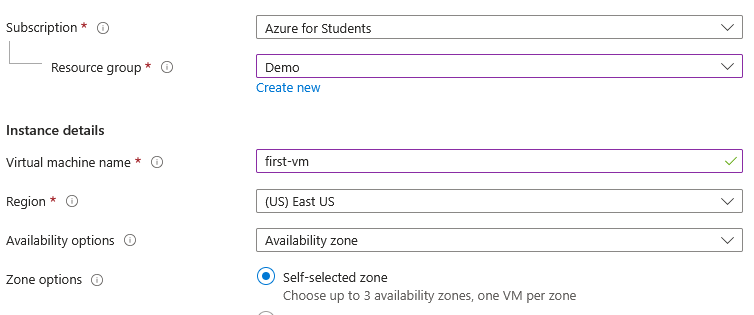 Subscription * Azure for Students
Resource group * Demo
Create new
Instance details
Virtual machine name * first-vm
Region * (US) East US
Availability options Availability zone
Zone options Self-selected zone
Choose up to 3 availability zones, one VM per zone